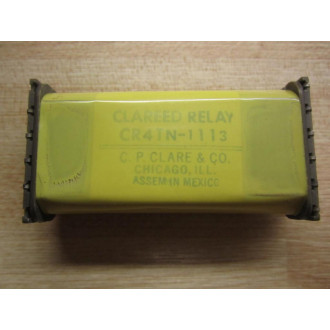 CLAREED RELAY
CR41N-1113
C. P. CLARE & CO.
CHICAGO, ILL.
ASSEM IN MEXICO